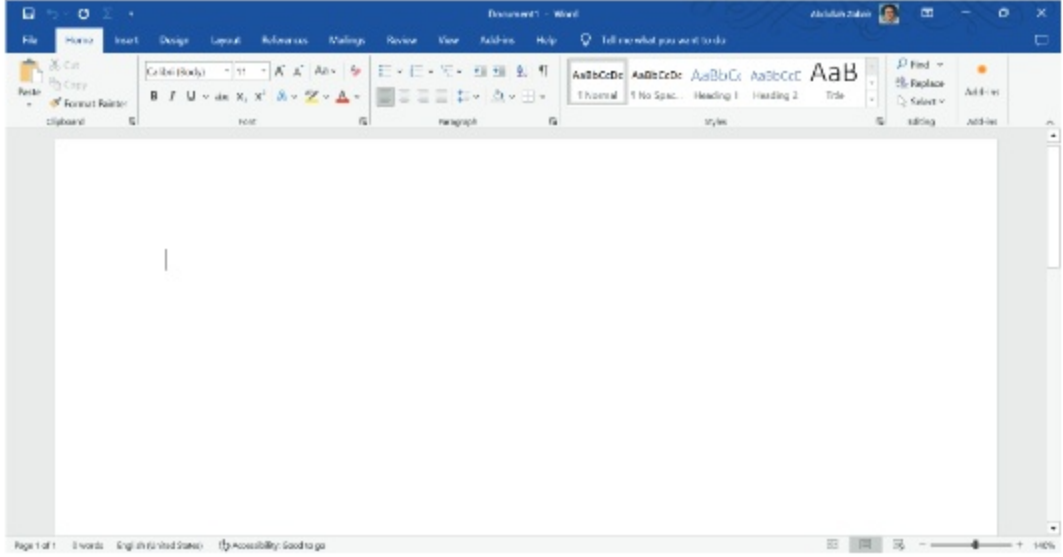 Document1 - Word
Abdullah Zubair
File Home Insert Design Layout References Mailings Review View Add-ins Help Tell me what you want to do
Paste
Cut
Copy
Format Painter
Clipboard
Calibri (Body) 11
Font
Paragraph
AaBbCcDc AaBbCcDc AaBbCc AaBbCcC AaB
¶ Normal ¶ No Spac... Heading 1 Heading 2 Title
Styles
Find
Replace
Select
Editing
Add-ins
Add-ins
Page 1 of 1 0 words English (United States) Accessibility: Good to go
140%